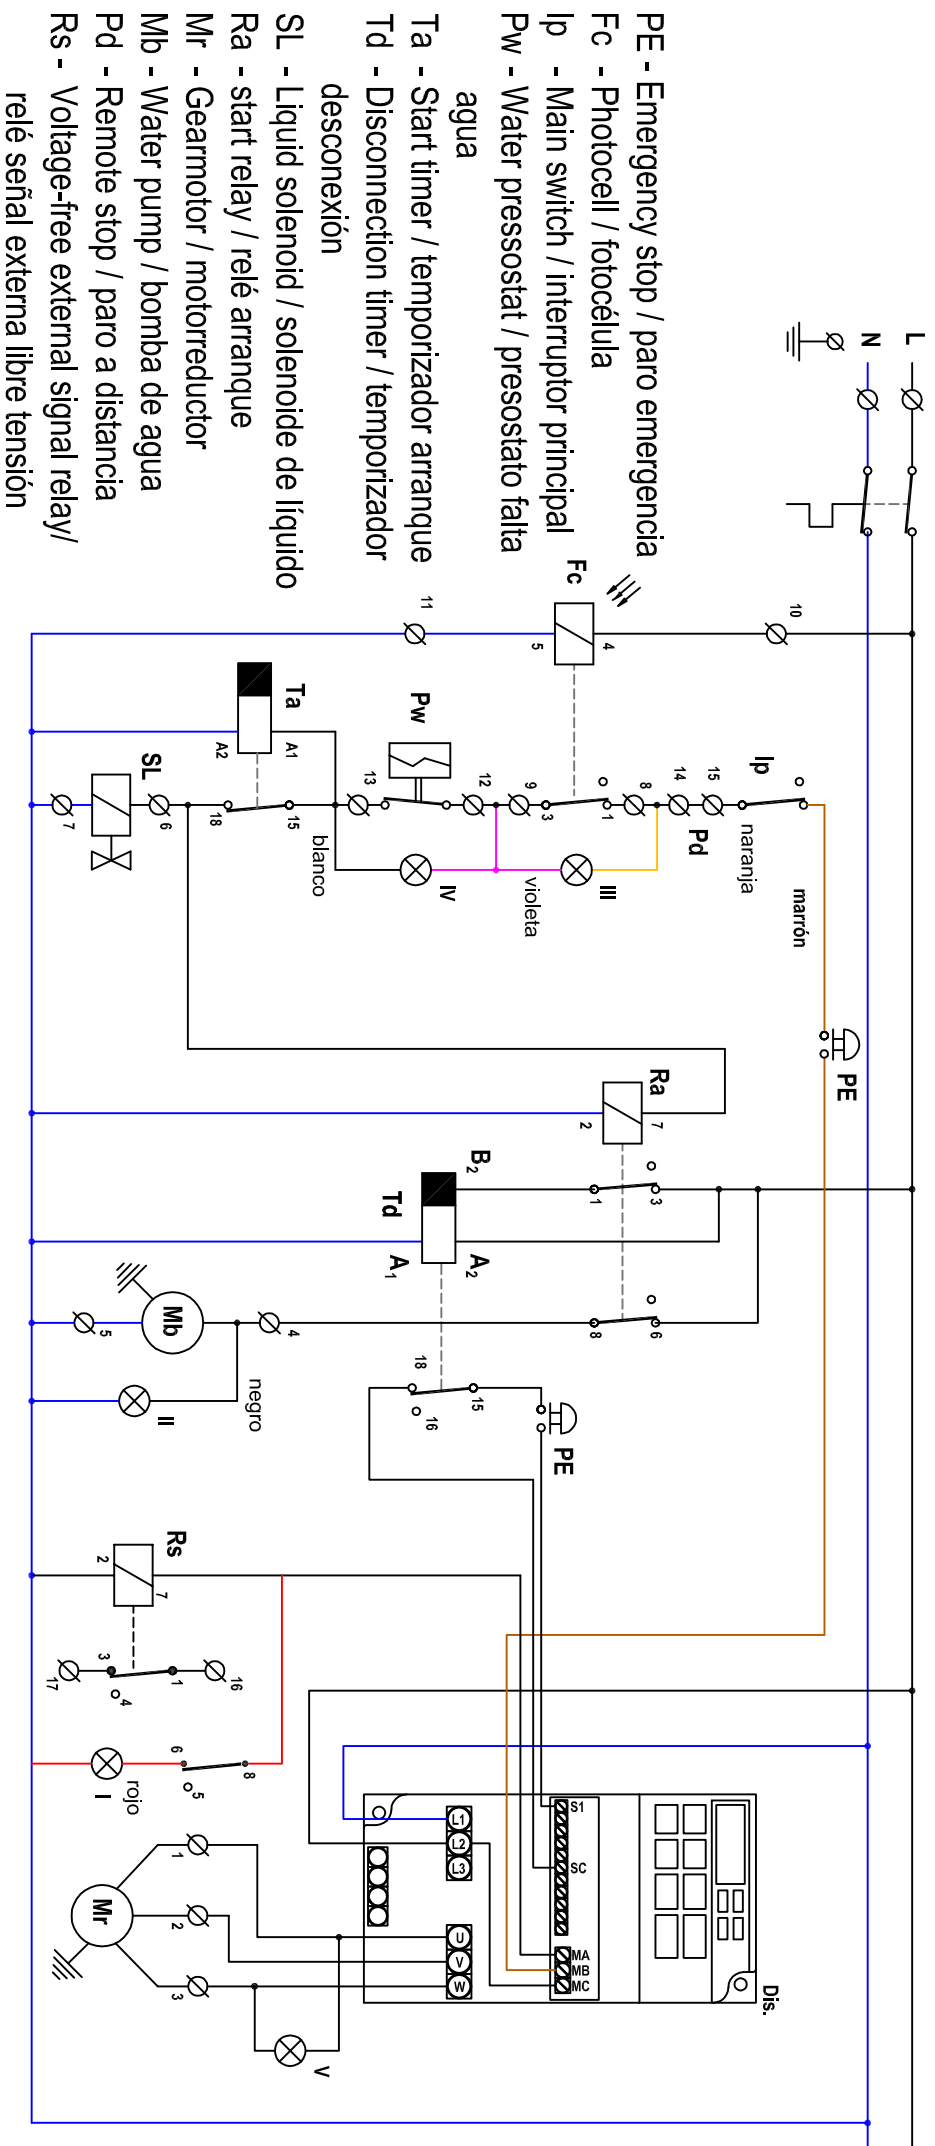 PE - Emergency stop / paro emergencia
Fc - Photocell / fotocélula
Ip - Main switch / interruptor principal
Pw - Water pressostat / presostato falta
agua
Ta - Start timer / temporizador arranque
Td - Disconnection timer / temporizador
desconexión
SL - Liquid solenoid / solenoide de líquido
Ra - start relay / relé arranque
Mr - Gearmotor / motorreductor
Mb - Water pump / bomba de agua
Pd - Remote stop / paro a distancia
Rs - Voltage-free external signal relay/
relé señal externa libre tensión
L
N
10
Fc
4
5
11
Ip
naranja
marrón
15
14
Pd
8
1
3
9
III
violeta
12
Pw
IV
13
blanco
Ta
A1
A2
15
18
SL
6
7
PE
Ra
7
2
3
1
6
8
B2
Td
A2
A1
4
Mb
5
negro
II
18
15
16
PE
Rs
7
2
1
3
4
16
17
8
6
5
rojo
I
Dis.
S1
SC
MA
MB
MC
L1
L2
L3
U
V
W
1
2
3
Mr
V